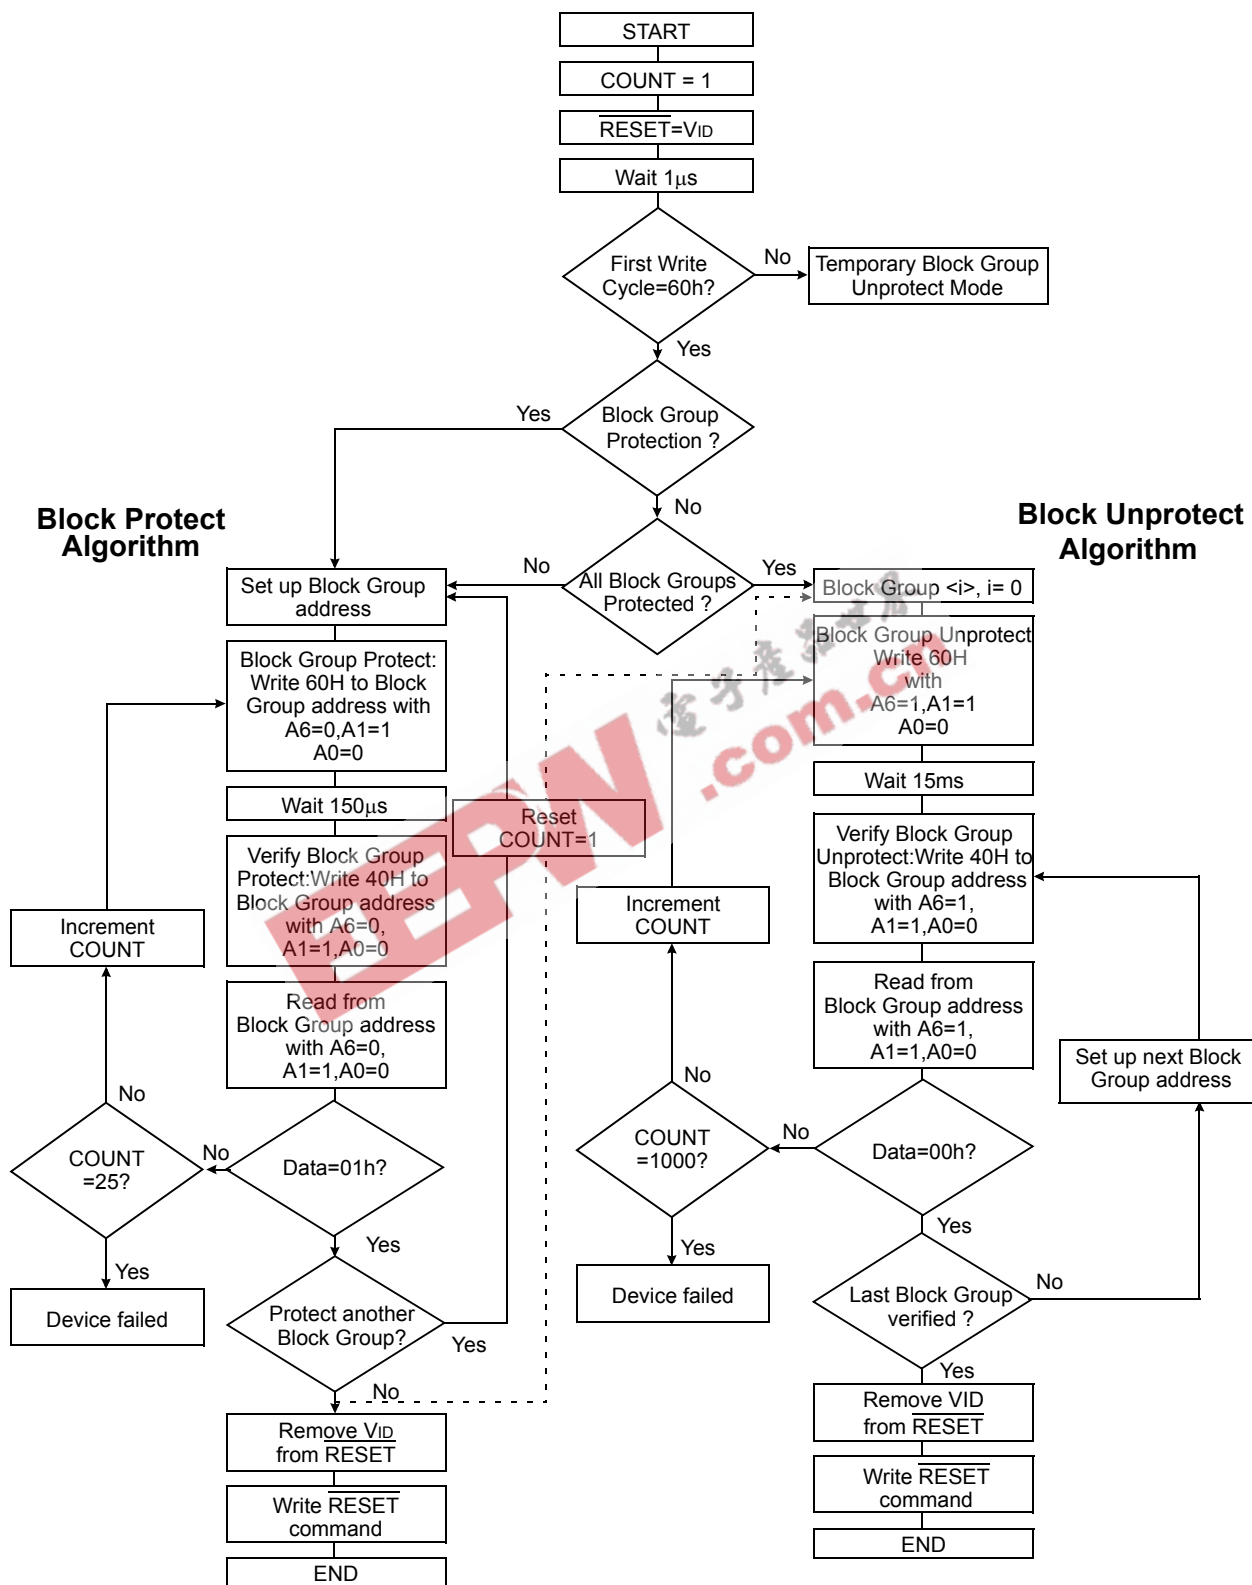 START
COUNT = 1
RESET=VID
Wait 1μs
First Write
Cycle=60h?
No
Temporary Block Group
Unprotect Mode
Yes
Block Group
Protection ?
Yes
No
Block Protect
Algorithm
Block Unprotect
Algorithm
All Block Groups
Protected ?
No
Yes
Set up Block Group
address
Block Group Protect:
Write 60H to Block
Group address with
A6=0,A1=1
A0=0
Wait 150μs
Verify Block Group
Protect:Write 40H to
Block Group address
with A6=0,
A1=1,A0=0
Read from
Block Group address
with A6=0,
A1=1,A0=0
Data=01h?
No
COUNT
=25?
No
Increment
COUNT
Yes
Device failed
Yes
Protect another
Block Group?
Yes
Reset
COUNT=1
No
Remove VID
from RESET
Write RESET
command
END
Block Group <i>, i= 0
Block Group Unprotect
Write 60H
with
A6=1,A1=1
A0=0
Wait 15ms
Verify Block Group
Unprotect:Write 40H to
Block Group address
with A6=1,
A1=1,A0=0
Read from
Block Group address
with A6=1,
A1=1,A0=0
Data=00h?
No
COUNT
=1000?
No
Increment
COUNT
Yes
Device failed
Yes
Last Block Group
verified ?
No
Set up next Block
Group address
Yes
Remove VID
from RESET
Write RESET
command
END
EEPW
.com.cn
電子產品世界